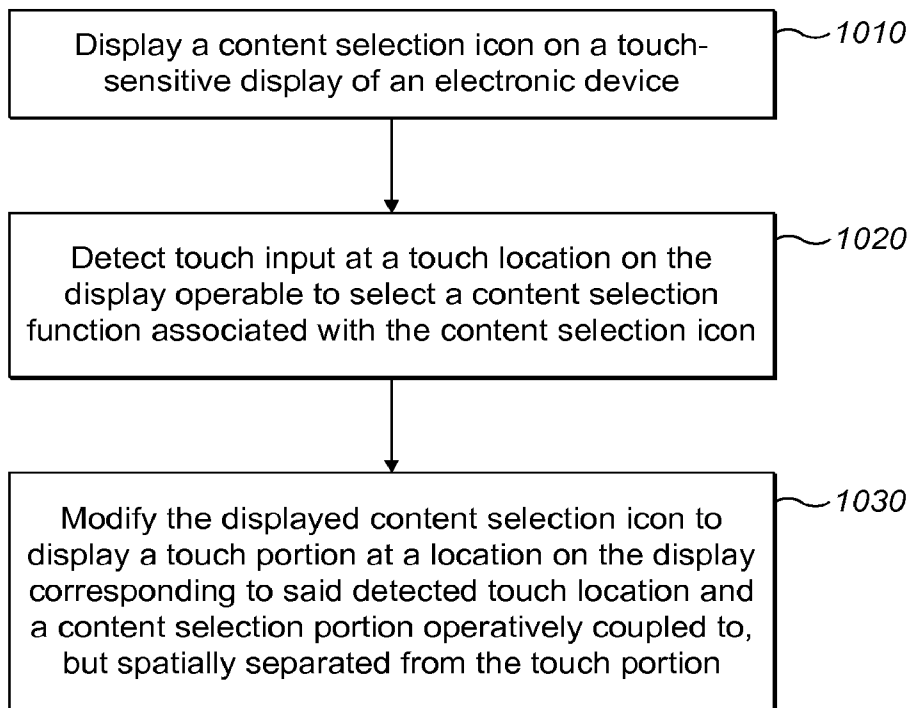 Display a content selection icon on a touch-
sensitive display of an electronic device
1010
Detect touch input at a touch location on the
display operable to select a content selection
function associated with the content selection icon
1020
Modify the displayed content selection icon to
display a touch portion at a location on the display
corresponding to said detected touch location and
a content selection portion operatively coupled to,
but spatially separated from the touch portion
1030